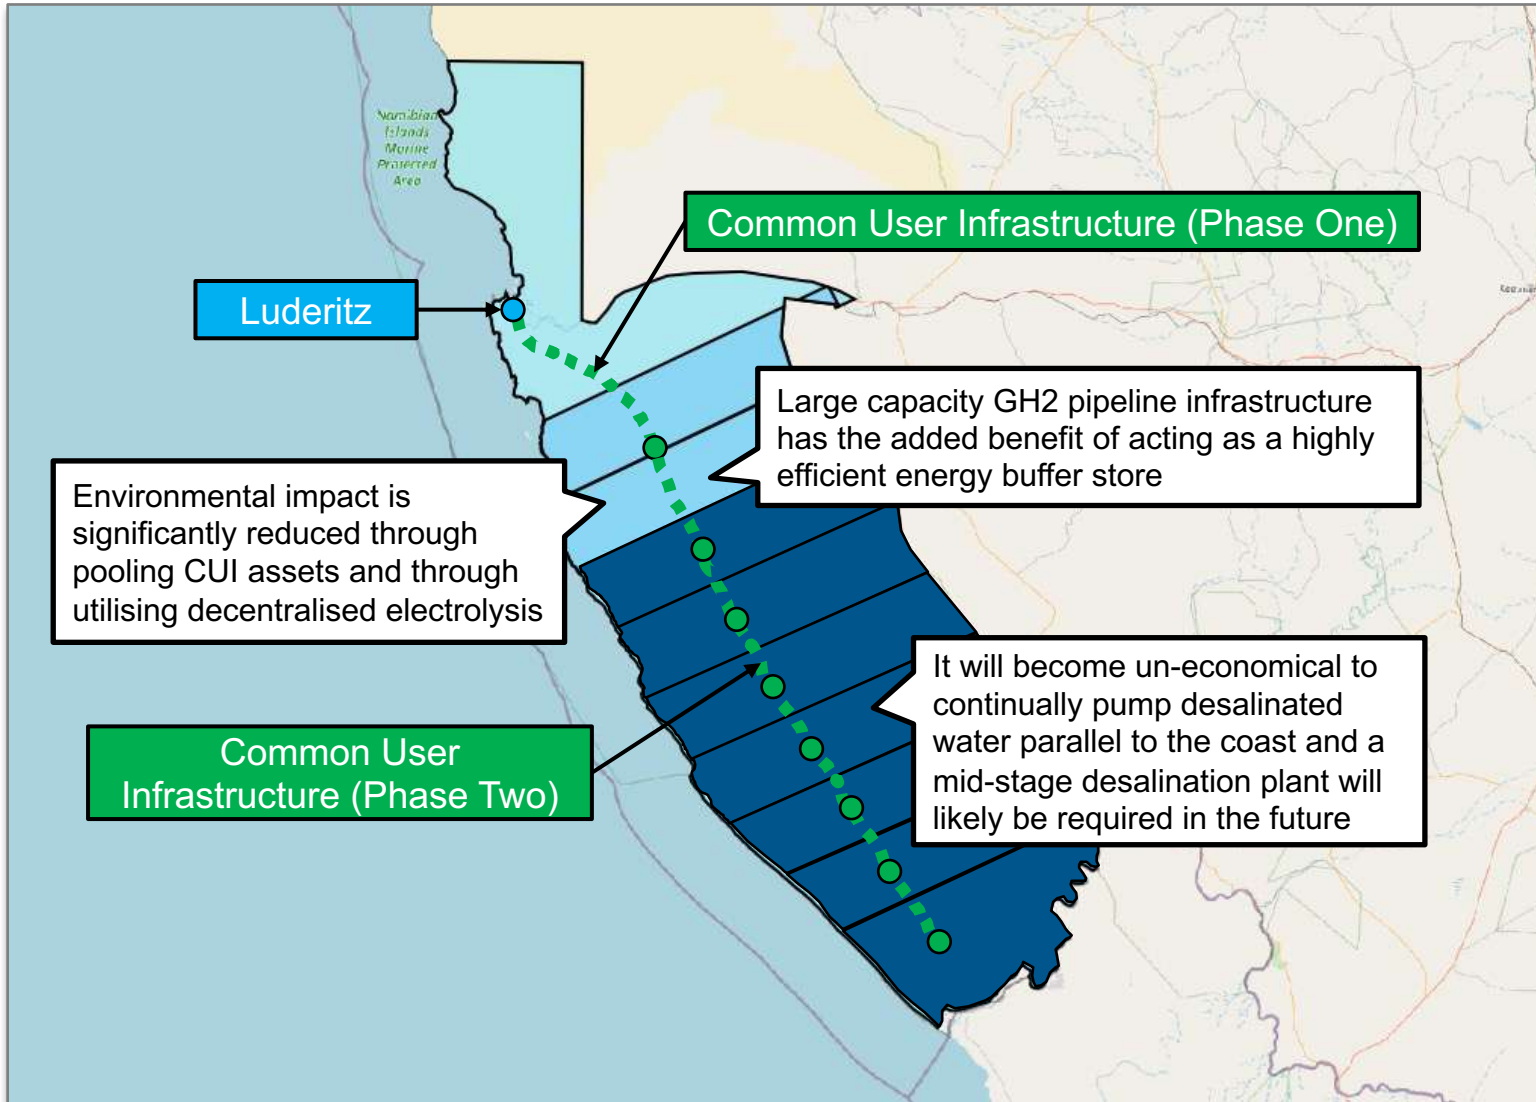 Namibian
Islands
Marine
Protected
Area
Common User Infrastructure (Phase One)
Luderitz
Large capacity GH2 pipeline infrastructure
has the added benefit of acting as a highly
efficient energy buffer store
Environmental impact is
significantly reduced through
pooling CUI assets and through
utilising decentralised electrolysis
It will become un-economical to
continually pump desalinated
water parallel to the coast and a
mid-stage desalination plant will
likely be required in the future
Common User
Infrastructure (Phase Two)